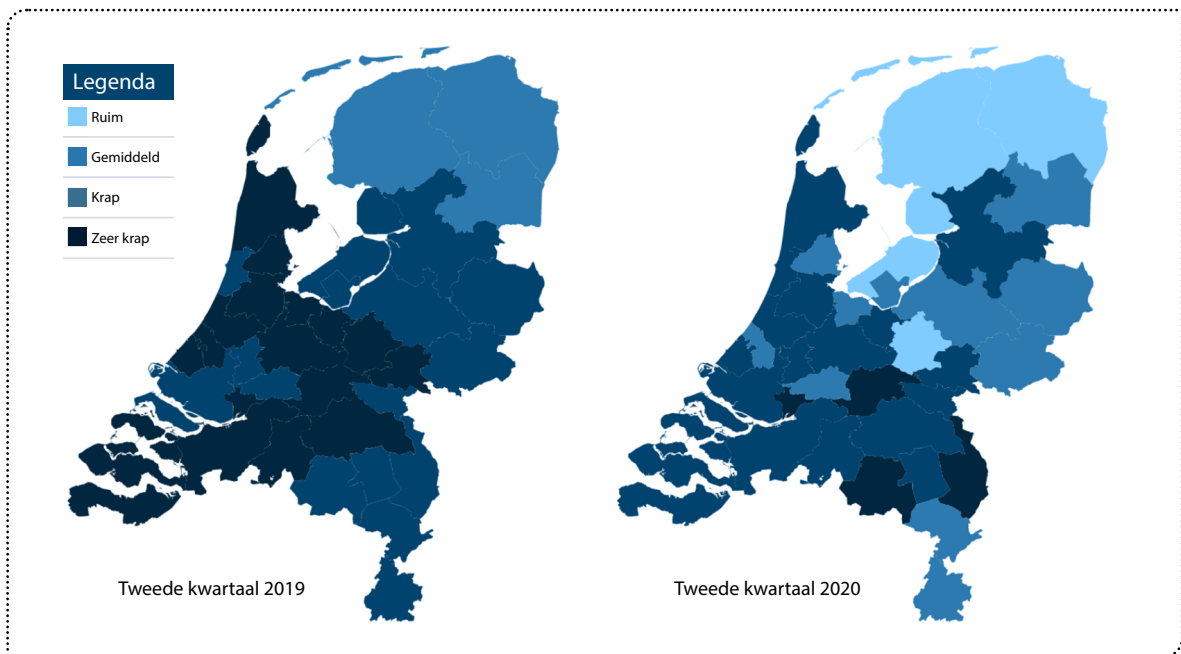 Legenda
Ruim
Gemiddeld
Krap
Zeer krap
Tweede kwartaal 2019
Tweede kwartaal 2020